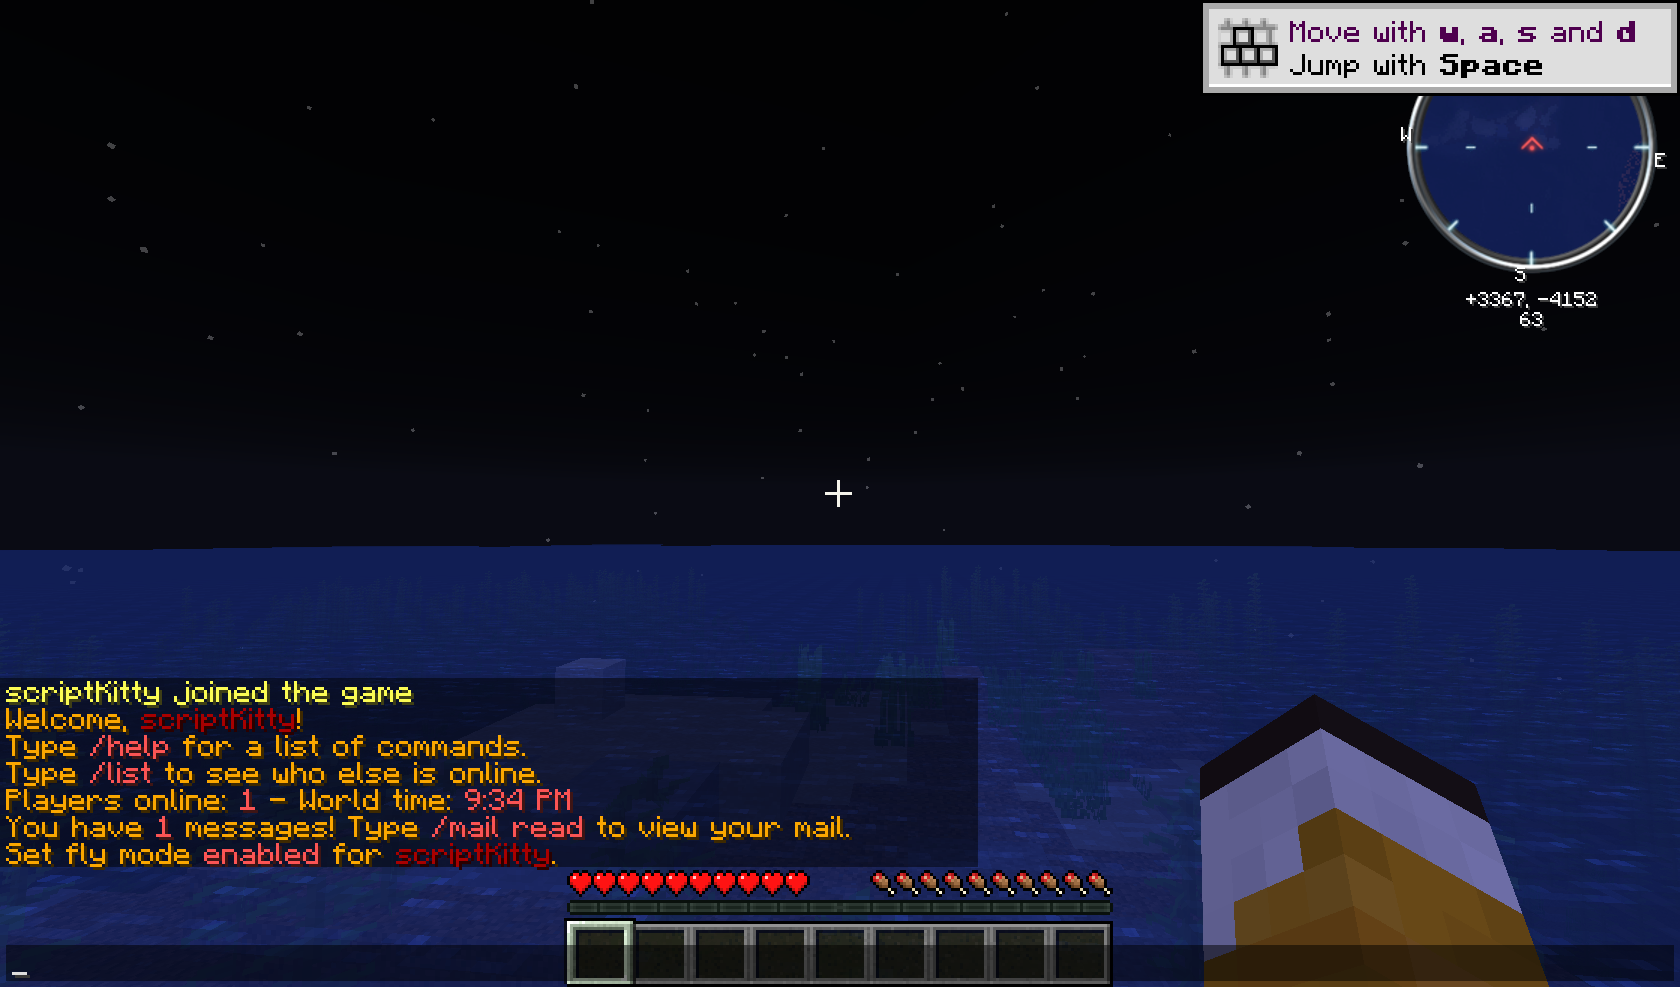 Move with w, a, s and d
Jump with Space
W
E
S
+3367, -4152
63
scriptKitty joined the game
Welcome, scriptKitty!
Type /help for a list of commands.
Type /list to see who else is online.
Players online: 1 - World time: 9:34 PM
You have 1 messages! Type /mail read to view your mail.
Set fly mode enabled for scriptKitty.
_